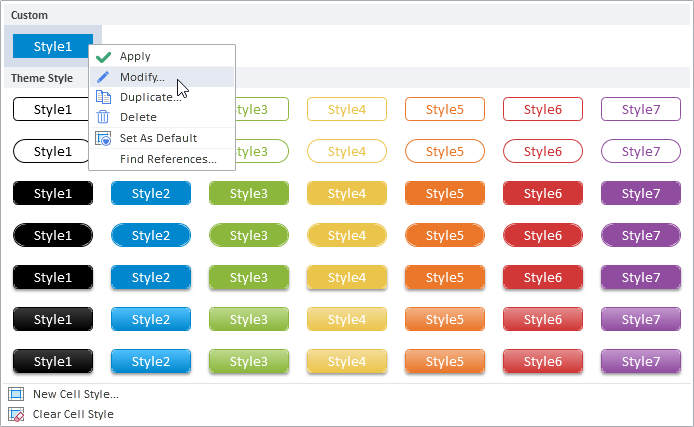 Custom
Style1
Apply
Modify...
Duplicate...
Delete
Set As Default
Find References...
Theme Style
Style1 Style3 Style4 Style5 Style6 Style7
Style1 Style3 Style4 Style5 Style6 Style7
Style1 Style2 Style3 Style4 Style5 Style6 Style7
Style1 Style2 Style3 Style4 Style5 Style6 Style7
Style1 Style2 Style3 Style4 Style5 Style6 Style7
Style1 Style2 Style3 Style4 Style5 Style6 Style7
Style1 Style2 Style3 Style4 Style5 Style6 Style7
New Cell Style...
Clear Cell Style